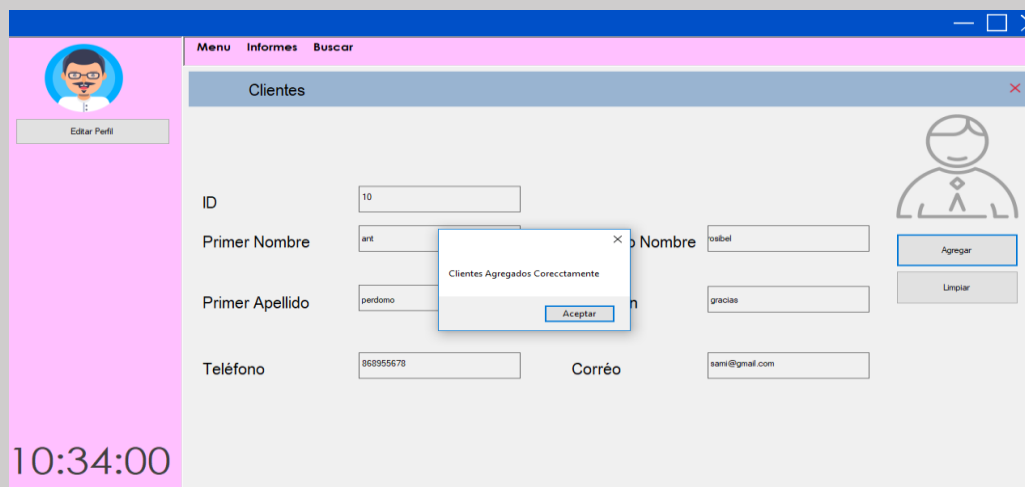 Menu Informes Buscar
Clientes
Editar Perfil
ID 10
Primer Nombre ant Nombre rosibel
Agregar
Clientes Agregados Corecctamente
Limpiar
Primer Apellido perdomo gracias
Aceptar
Teléfono 868955678 Corréo sami@gmail.com
10:34:00